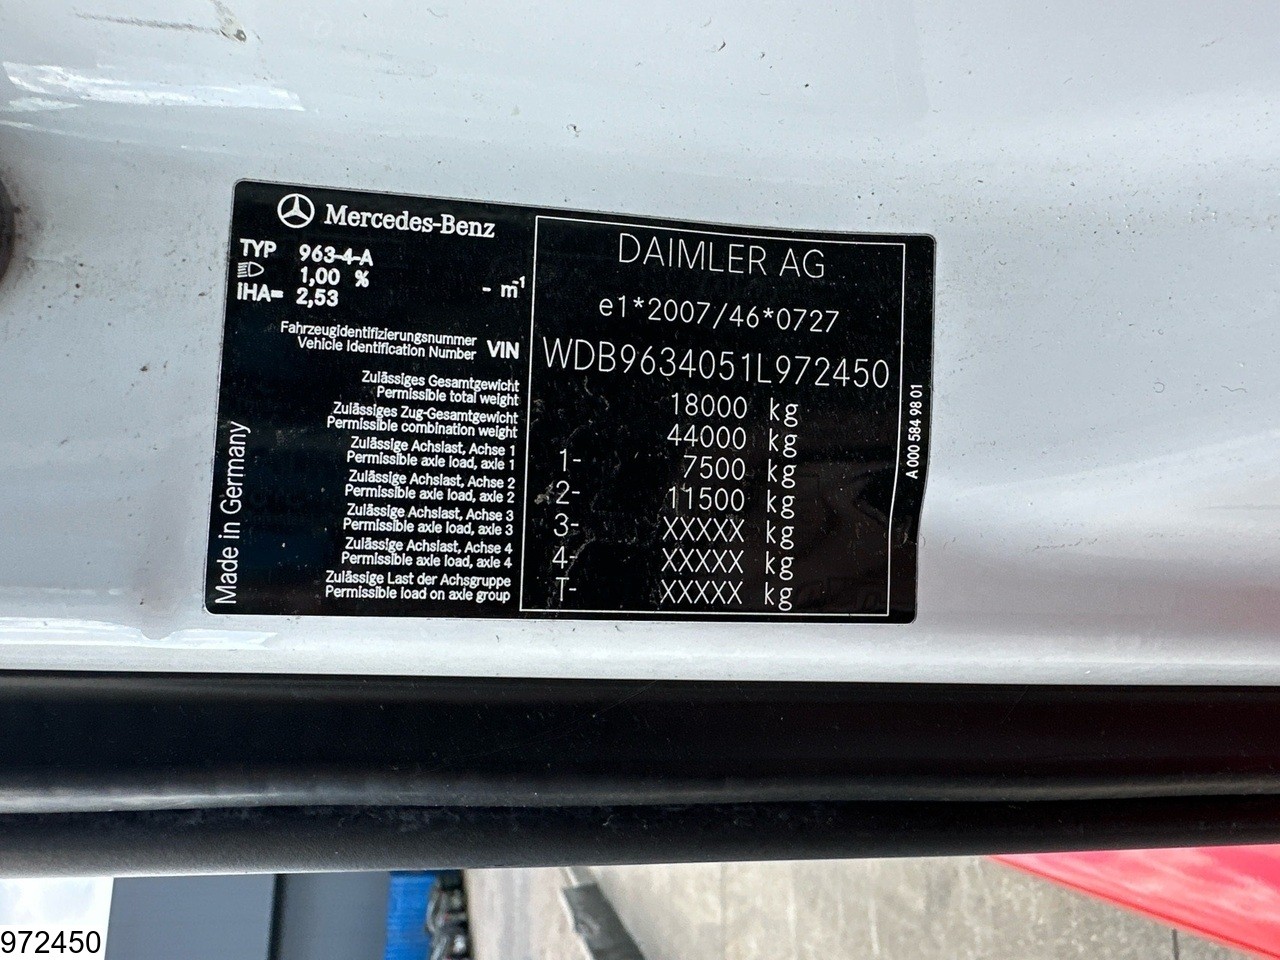 Mercedes-Benz
TYP 963-4-A
1,00 %
iHA= 2,53
- m-1
DAIMLER AG
e1*2007/46*0727
Fahrzeugidentifizierungsnummer
Vehicle Identification Number VIN WDB9634051L972450
Zulässiges Gesamtgewicht
Permissible total weight 18000 kg
Zulässiges Zug-Gesamtgewicht
Permissible combination weight 44000 kg
Zulässige Achslast, Achse 1
Permissible axle load, axle 1 1- 7500 kg
Zulässige Achslast, Achse 2
Permissible axle load, axle 2 2- 11500 kg
Zulässige Achslast, Achse 3
Permissible axle load, axle 3 3- XXXXX kg
Zulässige Achslast, Achse 4
Permissible axle load, axle 4 4- XXXXX kg
Zulässige Last der Achsgruppe
Permissible load on axle group T- XXXXX kg
Made in Germany
A 000 584 98 01
972450